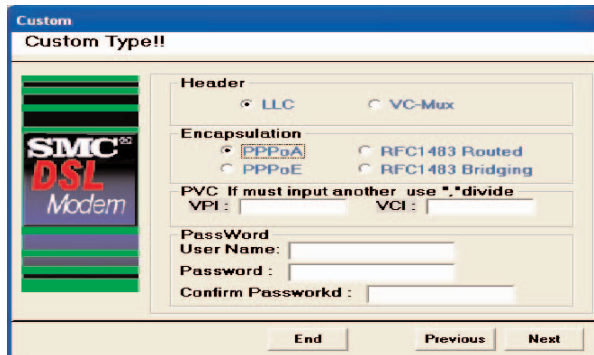 Custom
Custom Type!!
Header
LLC VC-Mux
Encapsulation
PPPoA RFC1483 Routed
PPPoE RFC1483 Bridging
PVC If must input another use ","divide
VPI : VCI :
PassWord
User Name:
Password :
Confirm Passworkd :
SMC®
DSL
Modem
End Previous Next